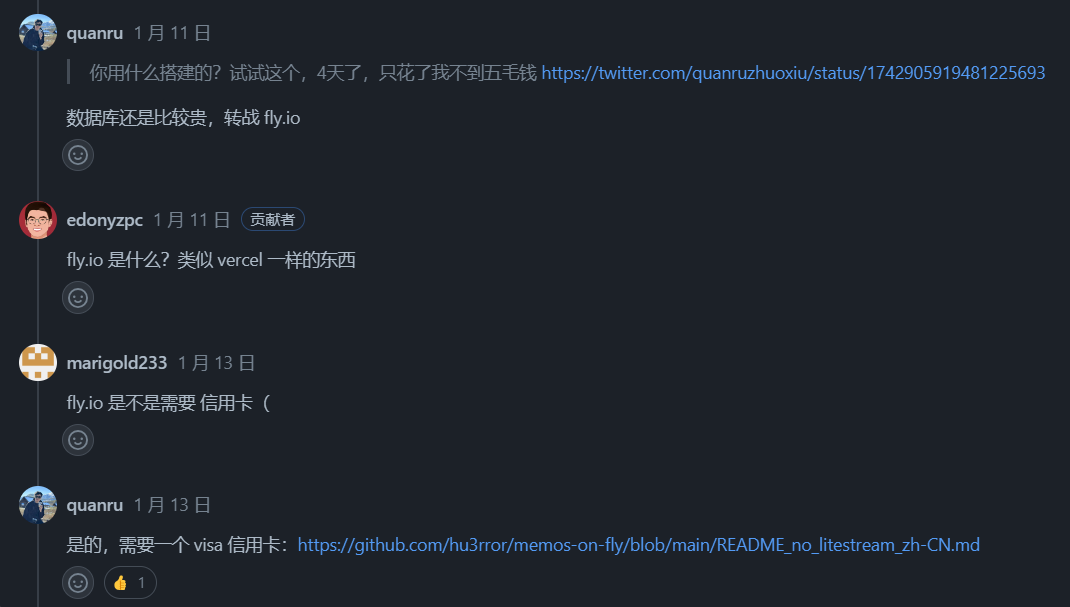 quanru 1 月 11 日
你用什么搭建的？试试这个，4天了，只花了我不到五毛钱 https://twitter.com/quanruzhuoxiu/status/1742905919481225693
数据库还是比较贵，转战 fly.io
edonyzpc 1 月 11 日 贡献者
fly.io 是什么？类似 vercel 一样的东西
marigold233 1 月 13 日
fly.io 是不是需要 信用卡（
quanru 1 月 13 日
是的，需要一个 visa 信用卡：https://github.com/hu3rror/memos-on-fly/blob/main/README_no_litestream_zh-CN.md
1